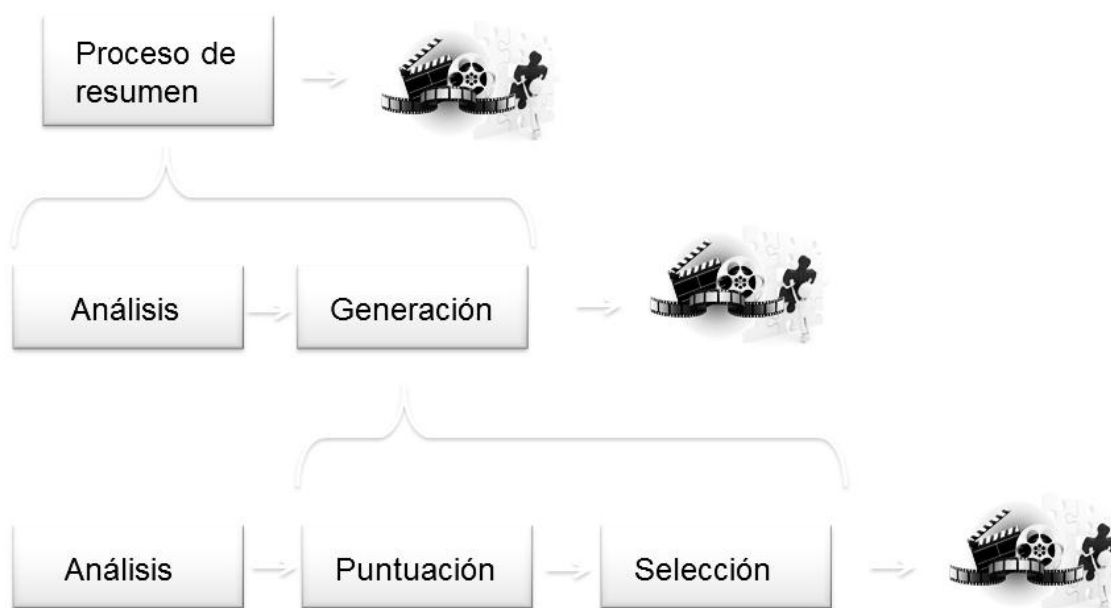 Proceso de
resumen
Análisis
Generación
Análisis
Puntuación
Selección